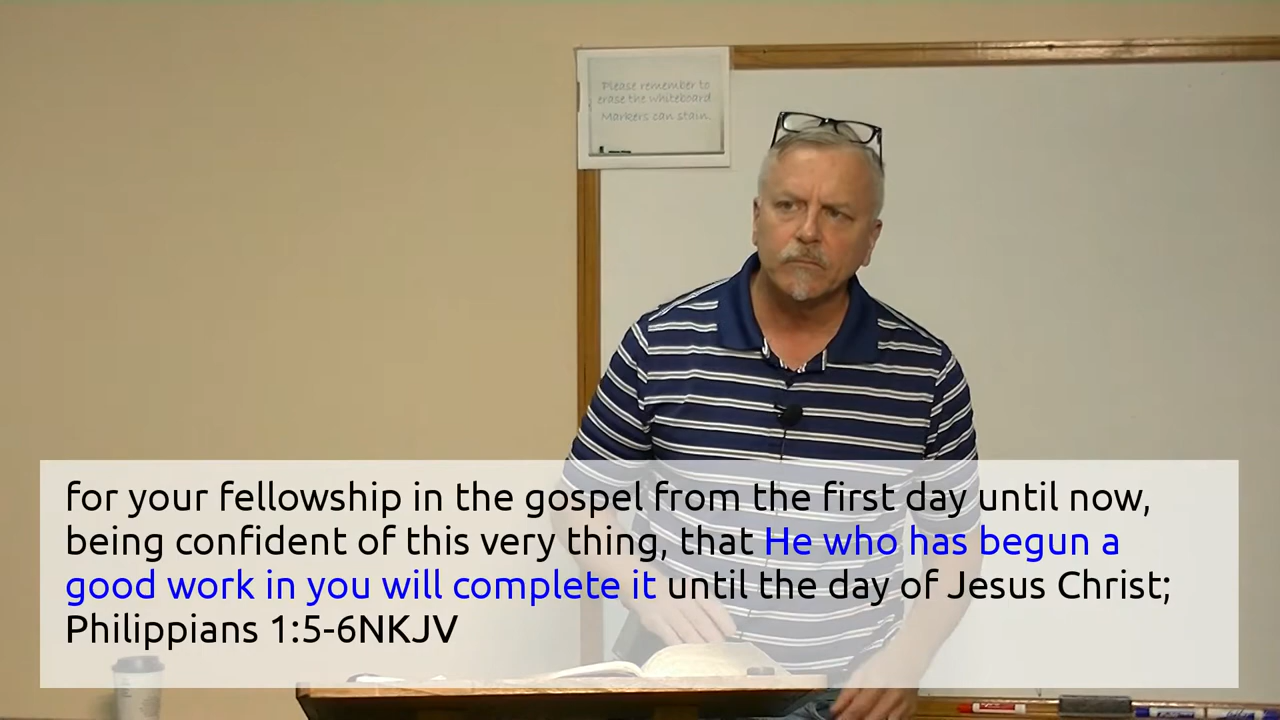 Please remember to
erase the whiteboard
Markers can stain.
for your fellowship in the gospel from the first day until now,
being confident of this very thing, that He who has begun a
good work in you will complete it until the day of Jesus Christ;
Philippians 1:5-6NKJV